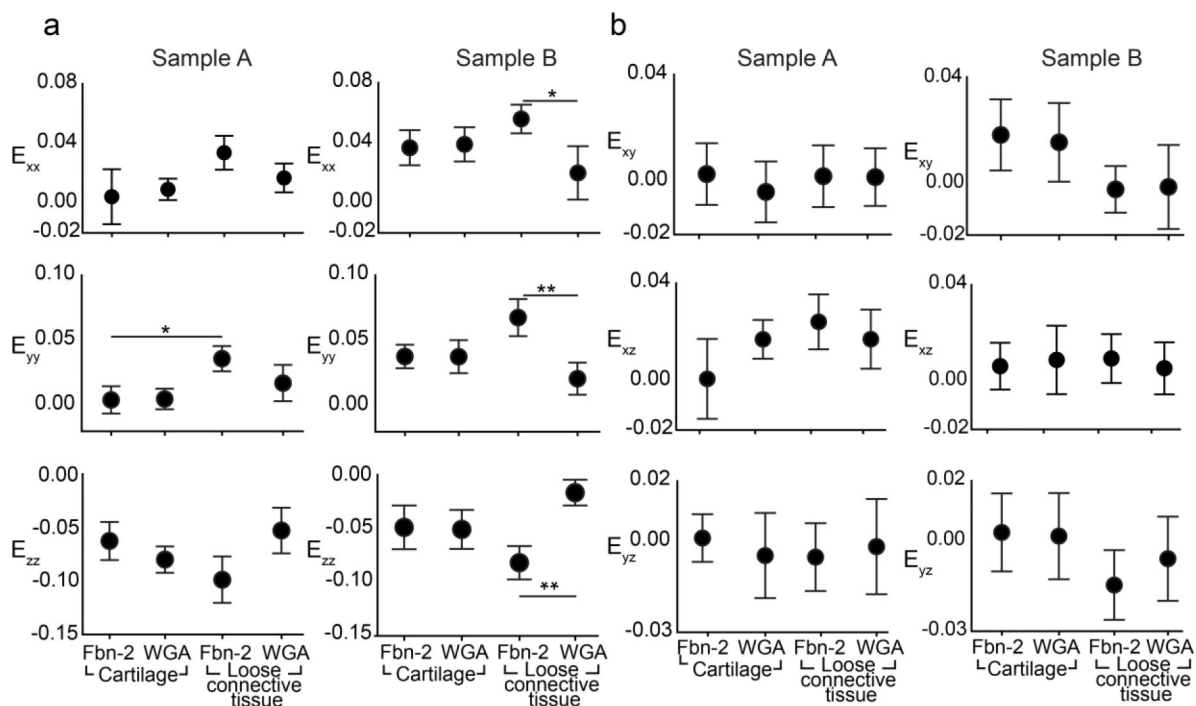 a
b
Sample A
Sample B
Sample A
Sample B
0.08
0.04
0.00
-0.02
Exx
0.08
0.04
0.00
-0.02
Exx
*
0.04
0.00
-0.02
Exy
0.04
0.00
-0.02
Exy
0.10
0.05
0.00
Eyy
*
0.10
0.05
0.00
Eyy
**
0.04
0.00
-0.02
Exz
0.04
0.00
-0.02
Exz
0.00
-0.05
-0.10
-0.15
Ezz
0.00
-0.05
-0.10
-0.15
Ezz
**
0.02
0.00
-0.03
Eyz
0.02
0.00
-0.03
Eyz
Fbn-2 WGA Fbn-2 WGA
Cartilage
Loose
connective
tissue
Fbn-2 WGA Fbn-2 WGA
Cartilage
Loose
connective
tissue
Fbn-2 WGA Fbn-2 WGA
Cartilage
Loose
connective
tissue
Fbn-2 WGA Fbn-2 WGA
Cartilage
Loose
connective
tissue